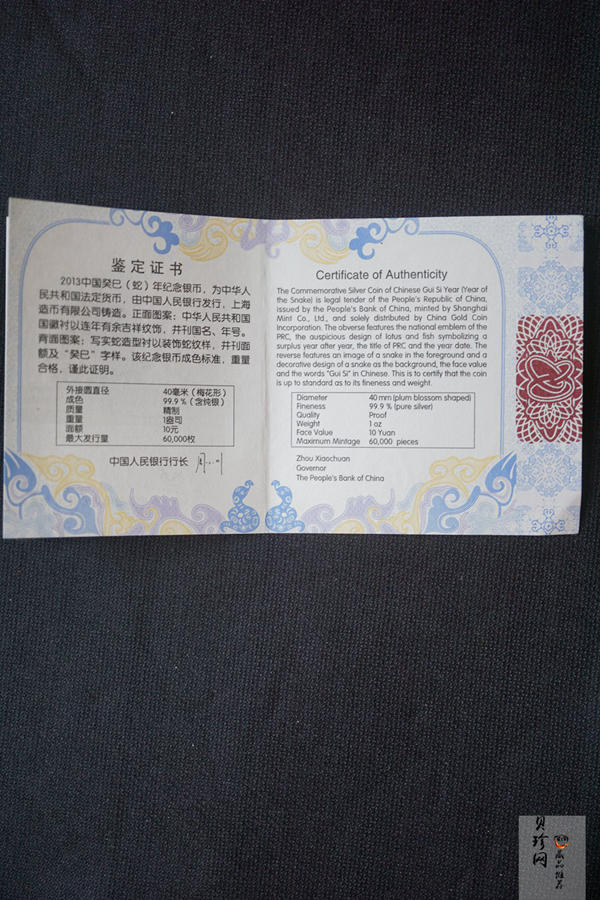 鉴定证书
2013中国癸巳（蛇）年纪念银币，为中华人
民共和国法定货币，由中国人民银行发行，上海
造币有限公司铸造。正面图案：中华人民共和国
国徽衬以连年有余吉祥纹饰，并刊国名、年号。
背面图案：写实蛇造型衬以装饰蛇纹样，并刊面
额及“癸巳”字样。该纪念银币成色标准，重量
合格，谨此证明。
外接圆直径 40毫米（梅花形）
成色 99.9％（含纯银）
质量 精制
重量 1盎司
面额 10元
最大发行量 60,000枚
中国人民银行行长
Certificate of Authenticity
The Commemorative Silver Coin of Chinese Gui Si Year (Year of
the Snake) is legal tender of the People's Republic of China,
issued by the People's Bank of China, minted by Shanghai
Mint Co., Ltd., and solely distributed by China Gold Coin
Incorporation. The obverse features the national emblem of the
PRC, the auspicious design of lotus and fish symbolizing a
surplus year after year, the title of PRC and the year date. The
reverse features an image of a snake in the foreground and a
decorative design of a snake as the background, the face value
and the words "Gui Si" in Chinese. This is to certify that the coin
is up to standard as to its fineness and weight.
Diameter 40 mm (plum blossom shaped)
Fineness 99.9 % (pure silver)
Quality Proof
Weight 1 oz
Face Value 10 Yuan
Maximum Mintage 60,000 pieces
Zhou Xiaochuan
Governor
The People's Bank of China
贝珍网
藏品推荐